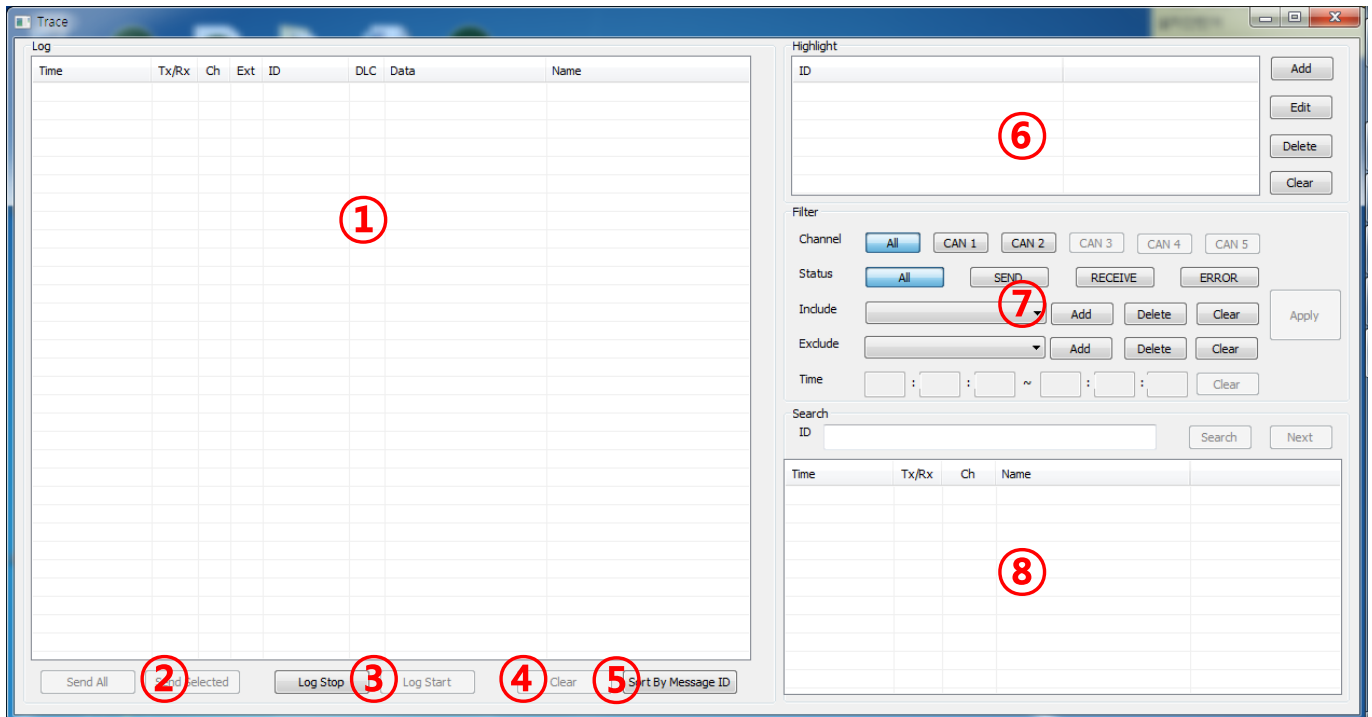 Trace
Log
Time Tx/Rx Ch Ext ID DLC Data Name
①
Send All Send Selected Log Stop Log Start Clear Sort By Message ID
② ③ ④ ⑤
Highlight
ID
Add
Edit
Delete
Clear
⑥
Filter
Channel All CAN 1 CAN 2 CAN 3 CAN 4 CAN 5
Status All SEND RECEIVE ERROR
⑦
Include Add Delete Clear Apply
Exclude Add Delete Clear
Time : : ~ : : Clear
Search
ID Search Next
Time Tx/Rx Ch Name
⑧